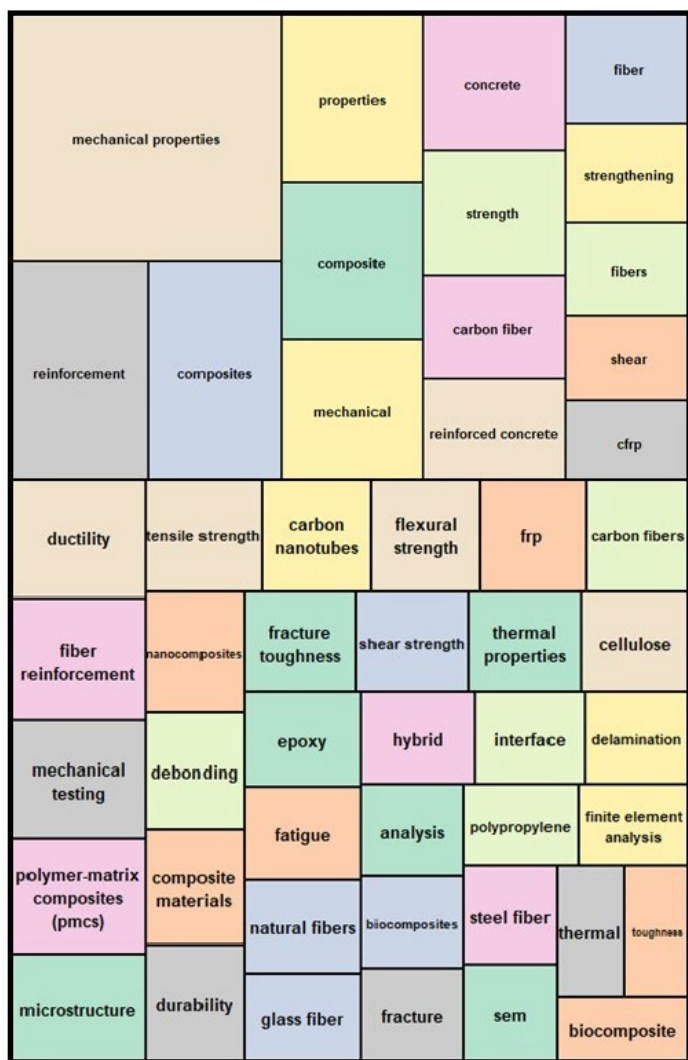 mechanical properties
properties
concrete
fiber
strengthening
strength
composite
fibers
carbon fiber
shear
reinforcement
composites
mechanical
reinforced concrete
cfrp
ductility
tensile strength
carbon
nanotubes
flexural
strength
frp
carbon fibers
fiber
reinforcement
nanocomposites
fracture
toughness
shear strength
thermal
properties
cellulose
mechanical
testing
debonding
epoxy
hybrid
interface
delamination
fatigue
analysis
polypropylene
finite element
analysis
polymer-matrix
composites
(pmcs)
composite
materials
natural fibers
biocomposites
steel fiber
thermal
toughness
microstructure
durability
glass fiber
fracture
sem
biocomposite